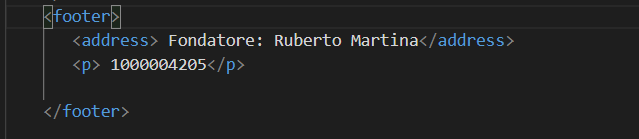 <footer>
<address> Fondatore: Ruberto Martina</address>
<p> 1000004205</p>
</footer>